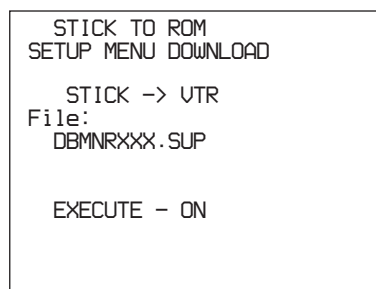 STICK TO ROM
SETUP MENU DOWNLOAD
STICK -> VTR
File:
DBMNRXXX.SUP
EXECUTE - ON